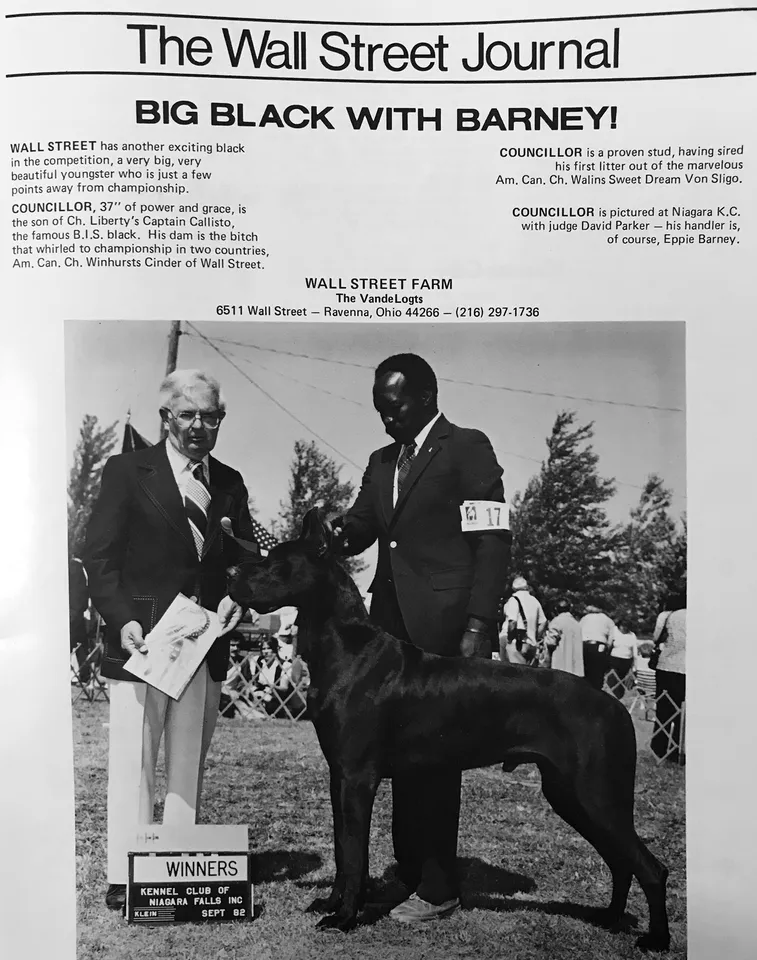 The Wall Street Journal
BIG BLACK WITH BARNEY!
WALL STREET has another exciting black
in the competition, a very big, very
beautiful youngster who is just a few
points away from championship.
COUNCILLOR, 37" of power and grace, is
the son of Ch. Liberty's Captain Callisto,
the famous B.I.S. black. His dam is the bitch
that whirled to championship in two countries,
Am. Can. Ch. Winhursts Cinder of Wall Street.
COUNCILLOR is a proven stud, having sired
his first litter out of the marvelous
Am. Can. Ch. Walins Sweet Dream Von Sligo.
COUNCILLOR is pictured at Niagara K.C.
with judge David Parker — his handler is,
of course, Eppie Barney.
WALL STREET FARM
The VandeLogts
6511 Wall Street — Ravenna, Ohio 44266 — (216) 297-1736
17
WINNERS
KENNEL CLUB OF
NIAGARA FALLS INC
KLEIN SEPT 82